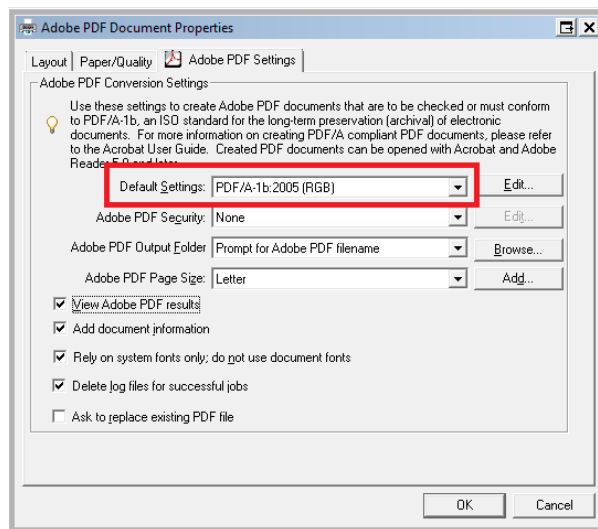 Adobe PDF Document Properties
Layout Paper/Quality Adobe PDF Settings
Adobe PDF Conversion Settings
Use these settings to create Adobe PDF documents that are to be checked or must conform
to PDF/A-1b, an ISO standard for the long-term preservation (archival) of electronic
documents. For more information on creating PDF/A compliant PDF documents, please refer
to the Acrobat User Guide. Created PDF documents can be opened with Acrobat and Adobe
Reader 5.0 and later.
Default Settings: PDF/A-1b:2005 (RGB) Edit...
Adobe PDF Security: None Edit...
Adobe PDF Output Folder Prompt for Adobe PDF filename Browse...
Adobe PDF Page Size: Letter Add...
View Adobe PDF results
Add document information
Rely on system fonts only; do not use document fonts
Delete log files for successful jobs
Ask to replace existing PDF file
OK Cancel